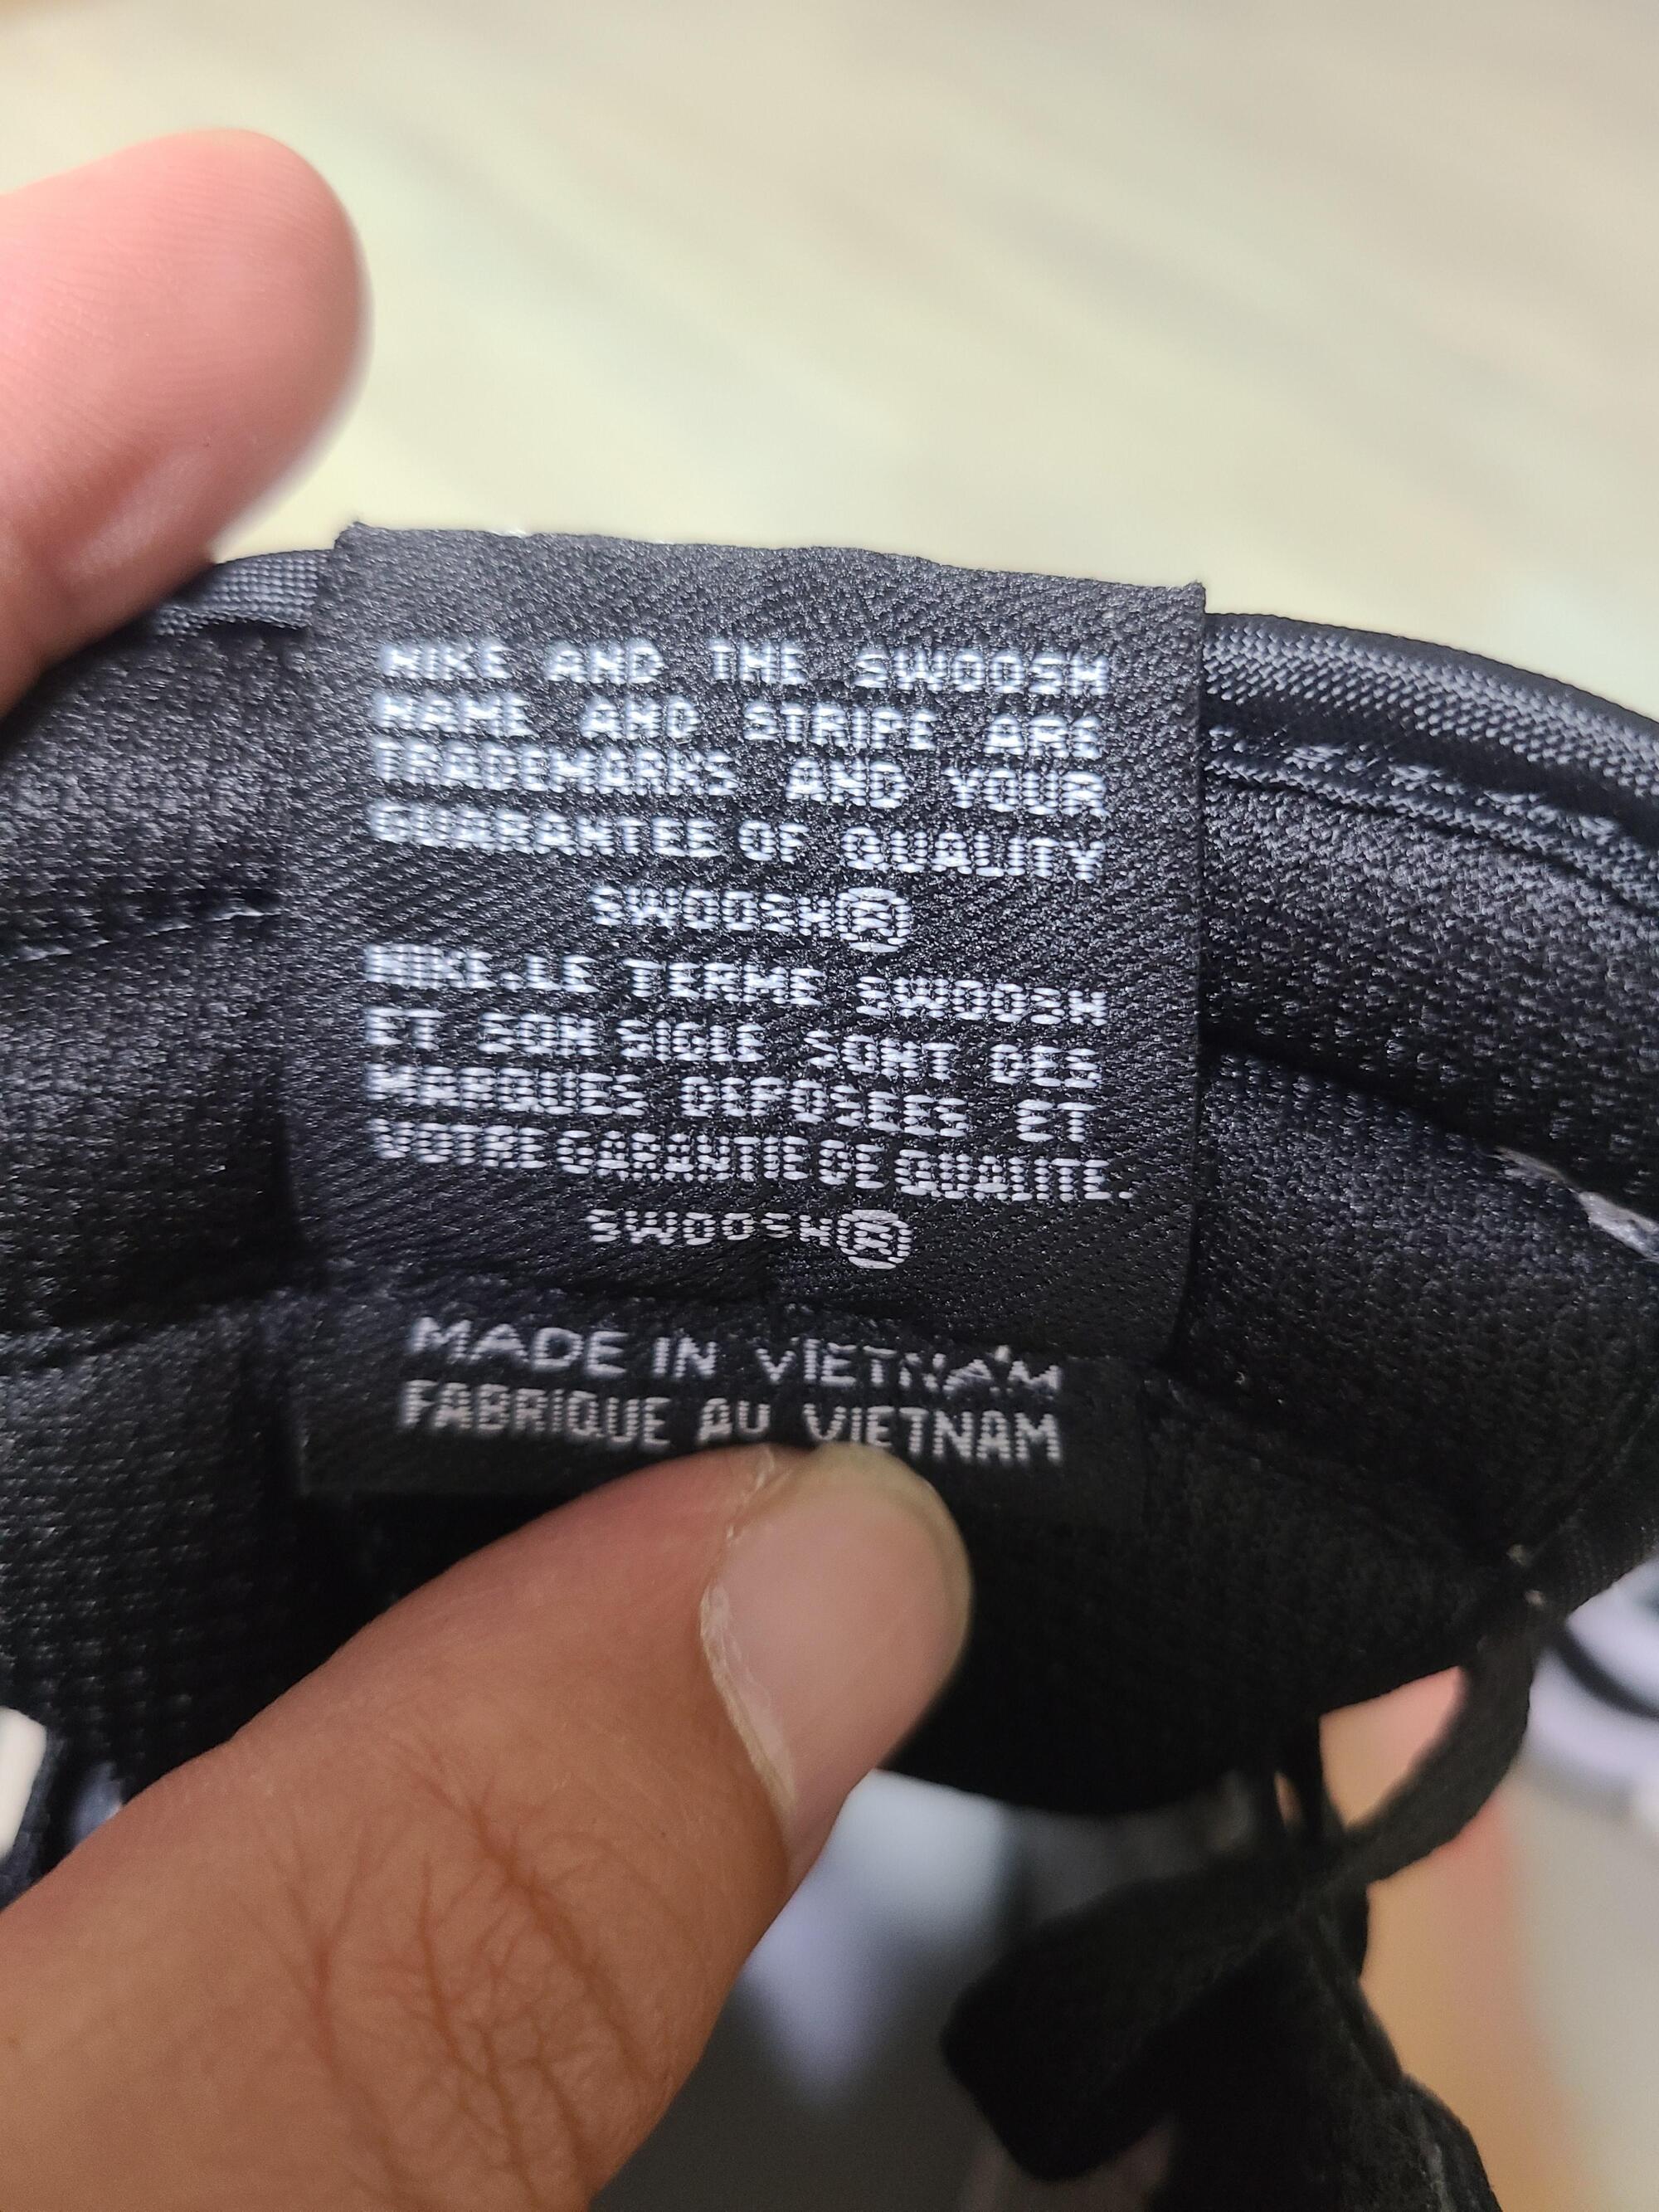 NIKE AND THE SWOOSH
NAME AND STRIPE ARE
TRADEMARKS AND YOUR
GUARANTEE OF QUALITY
SWOOSH®
NIKE.LE TERME SWOOSH
ET SON SIGLE SONT DES
MARQUES DEPOSEES ET
VOTRE GARANTIE DE QUALITE.
SWOOSH®
MADE IN VIETNAM
FABRIQUE AU VIETNAM